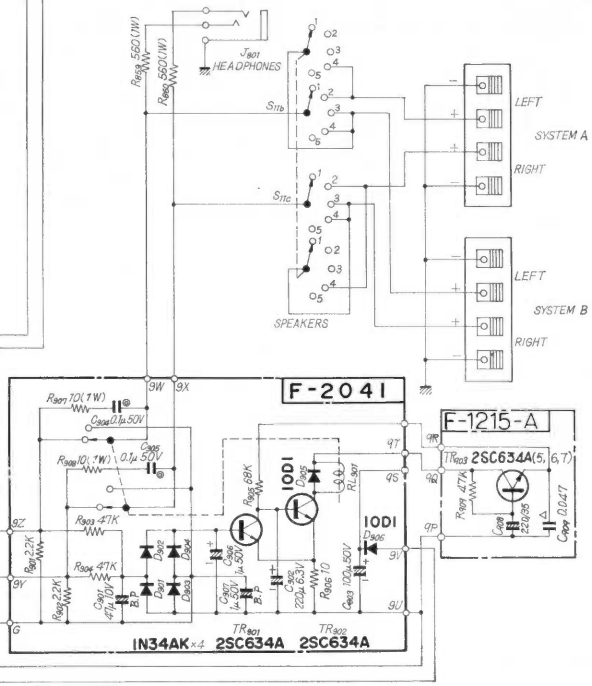 R859 560(1W)
R860 560(1W)
J801
HEADPHONES
1
2
3
4
5
S11b
1
2
3
4
5
S11a
1
2
3
4
5
1
2
3
4
5
SPEAKERS
−
+
+
−
LEFT
RIGHT
SYSTEM A
−
+
+
−
LEFT
RIGHT
SYSTEM B
9W
9X
F-2041
R907 10(1W)
C904 0.1μ 50V
R908 10(1W)
C905
0.1μ 50V
9Z
R901 2.2K
R903 47K
9Y
R902 2.2K
R904 47K
C901
47μ 10V
B.P
D902
D904
D901
D903
C906
1μ 50V
C907
1μ 50V
B.P
R905 68K
10D1
D905
RL901
C902
220μ 6.3V
R906 10
10D1
D906
C903 100μ 50V
9T
9S
9V
9U
G
TR901
TR902
1N34AK×4
2SC634A
2SC634A
F-1215-A
9R
9Q
9P
TR903 2SC634A(5, 6, 7)
R909 47K
C908
220/35
C909 0.047